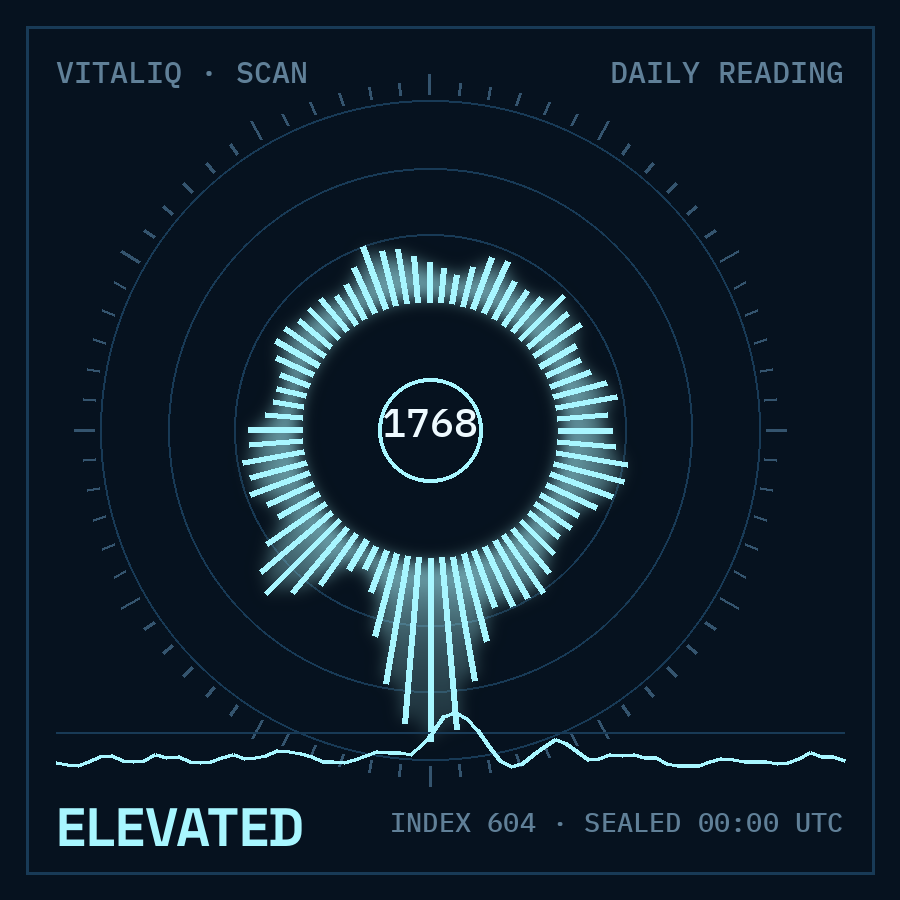 VITALIQ · SCAN
DAILY READING
1768
ELEVATED
INDEX 604 · SEALED 00:00 UTC